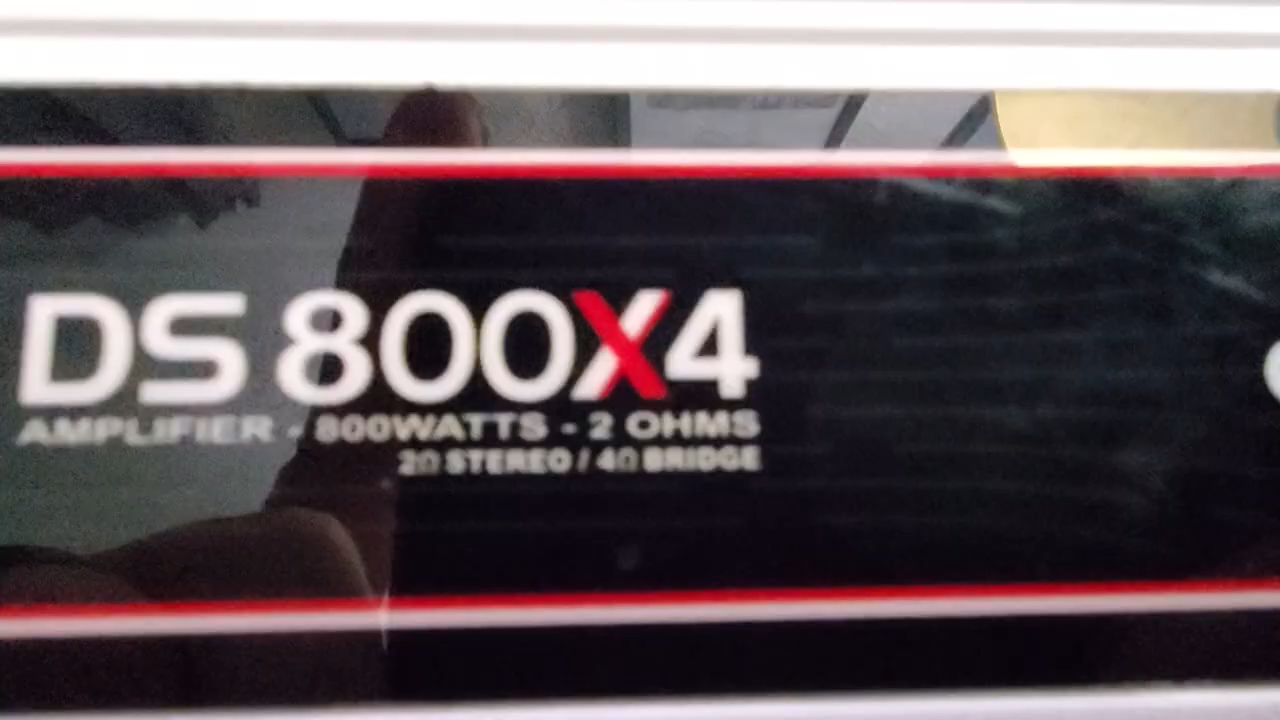 DS 800X4
AMPLIFIER - 800WATTS - 2 OHMS
2Ω STEREO / 4Ω BRIDGE